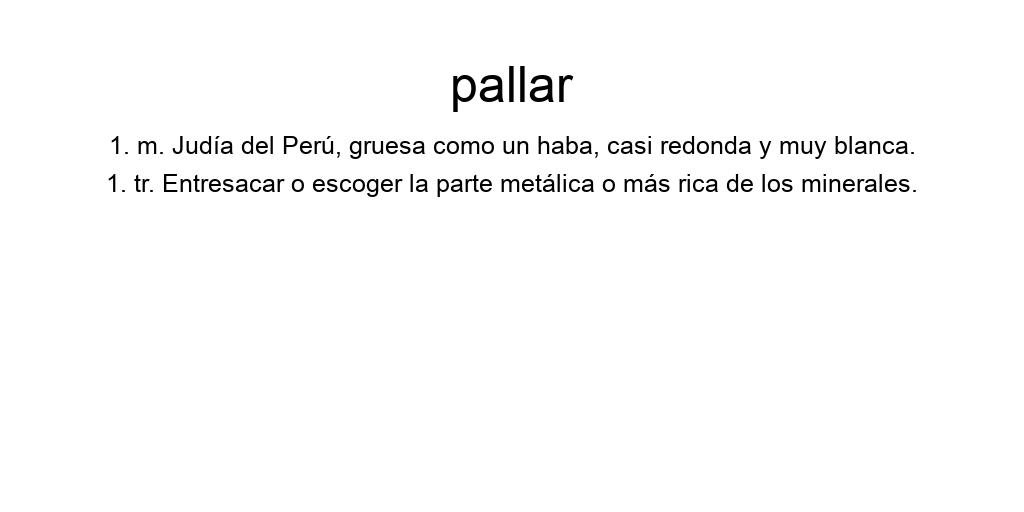 pallar
1. m. Judía del Perú, gruesa como un haba, casi redonda y muy blanca.
1. tr. Entresacar o escoger la parte metálica o más rica de los minerales.